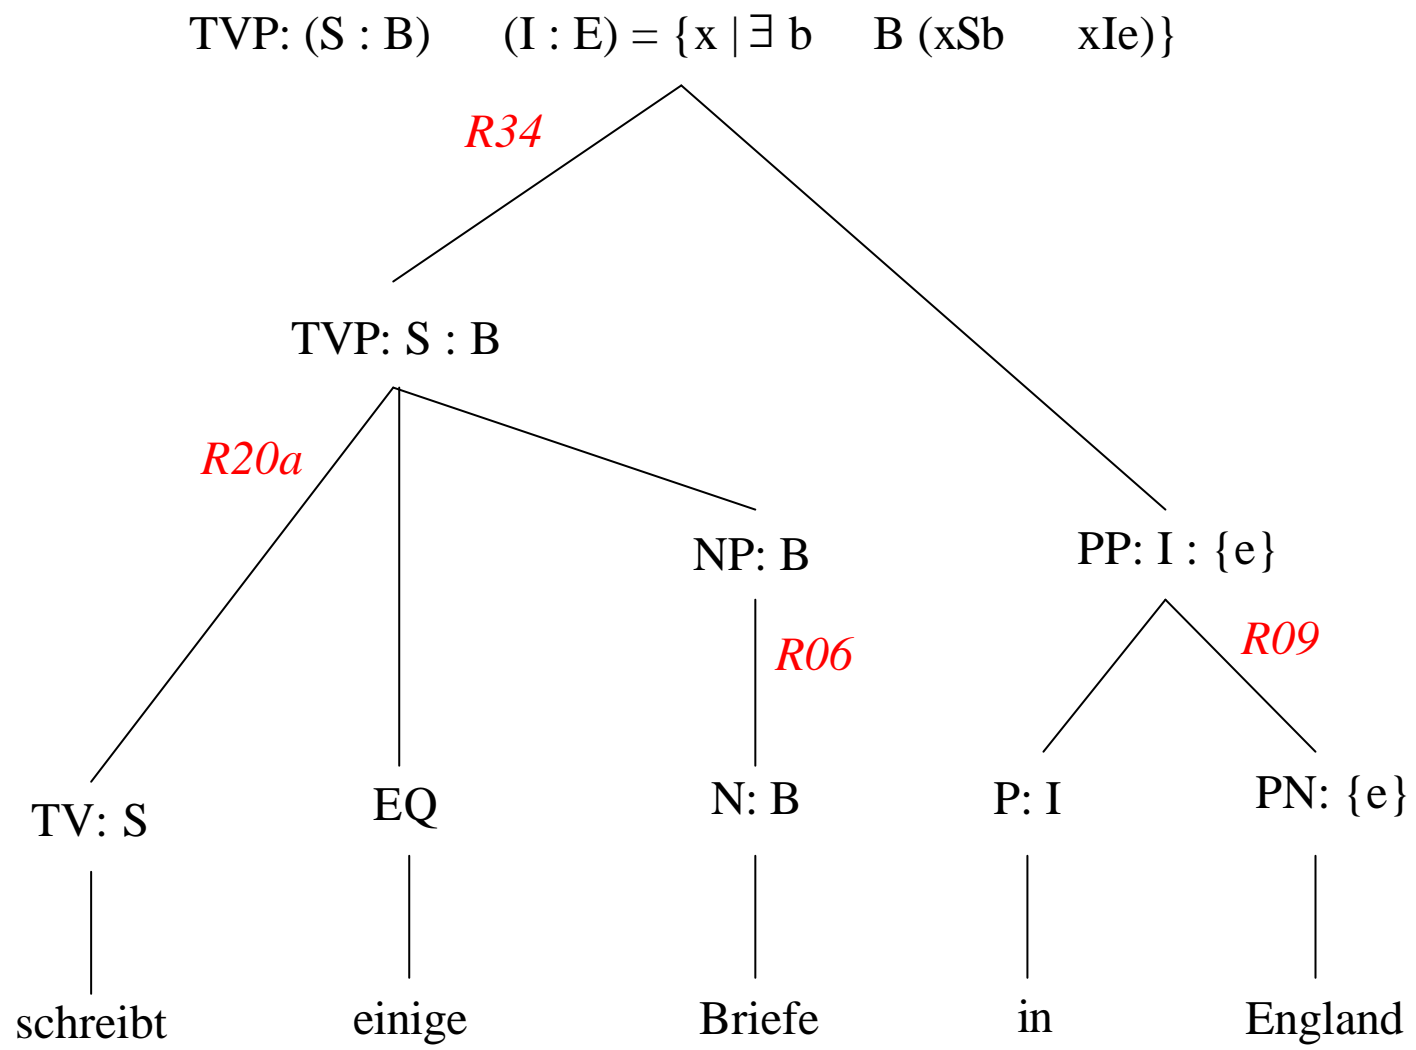 TVP: (S : B) (I : E) = {x | ∃ b B (xSb xIe)}
R34
TVP: S : B
R20a
NP: B
PP: I : {e}
R06
R09
TV: S
EQ
N: B
P: I
PN: {e}
schreibt
einige
Briefe
in
England